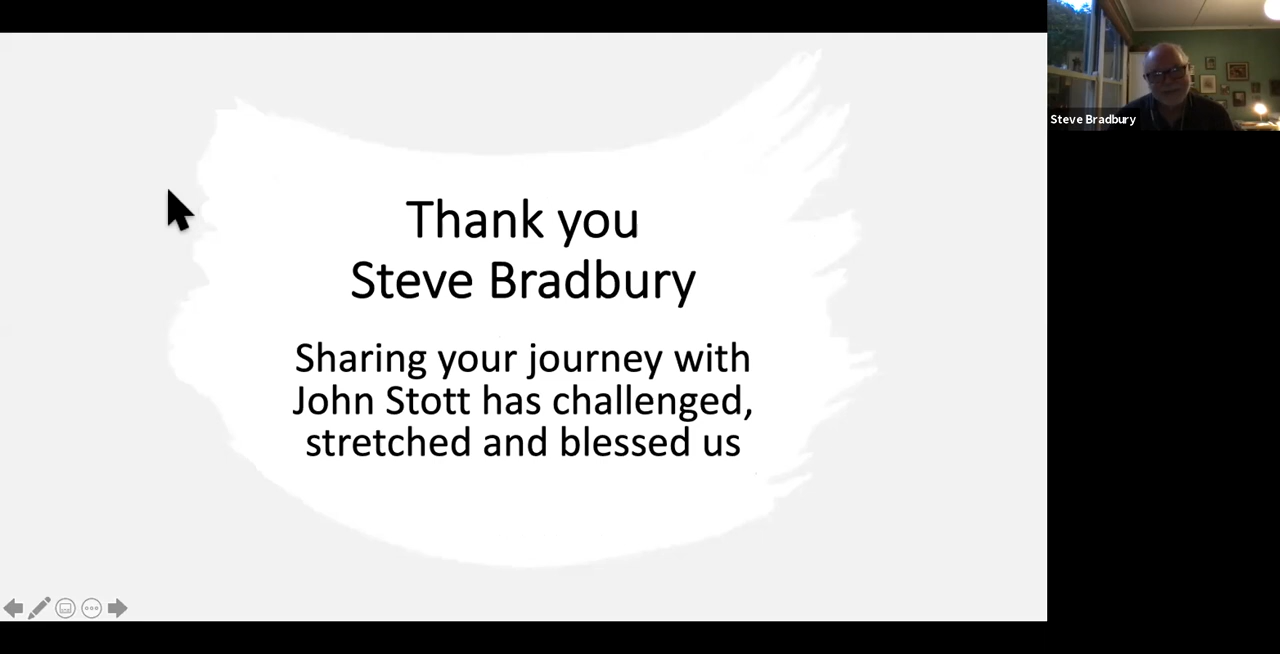 Thank you
Steve Bradbury
Sharing your journey with
John Stott has challenged,
stretched and blessed us
Steve Bradbury